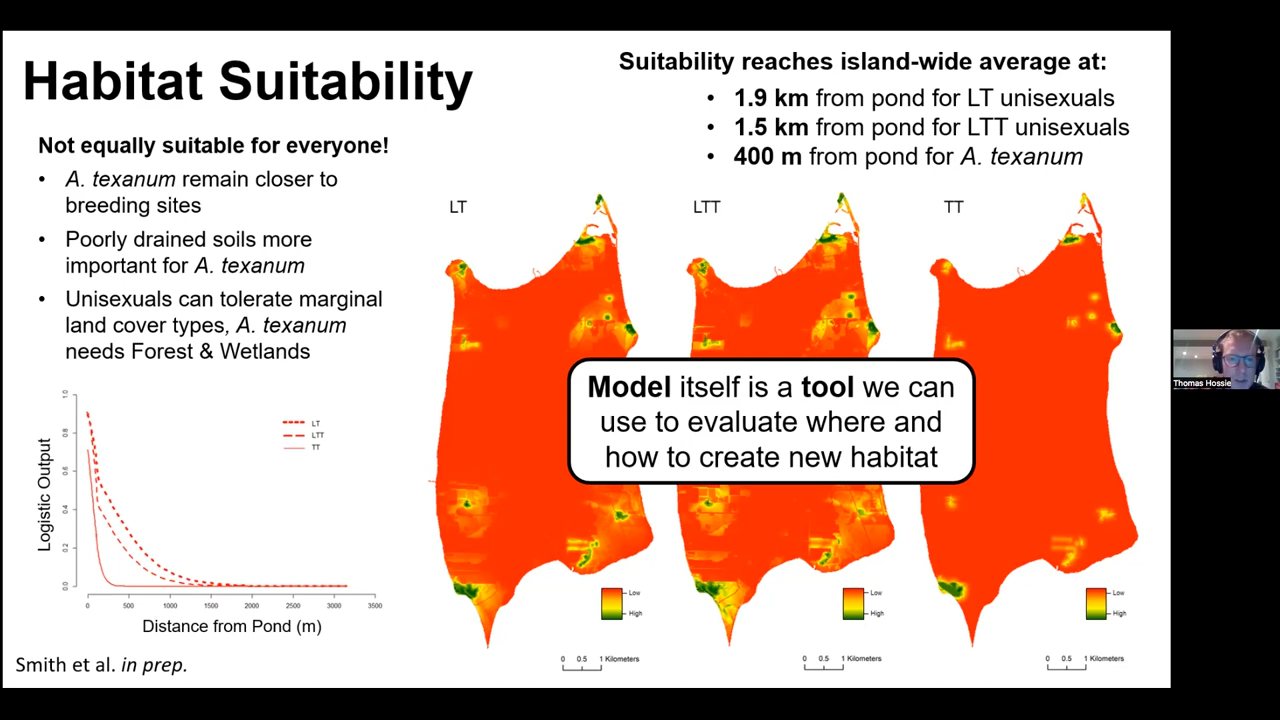 Habitat Suitability
Suitability reaches island-wide average at:
• 1.9 km from pond for LT unisexuals
• 1.5 km from pond for LTT unisexuals
• 400 m from pond for A. texanum
Not equally suitable for everyone!
• A. texanum remain closer to
breeding sites
• Poorly drained soils more
important for A. texanum
• Unisexuals can tolerate marginal
land cover types, A. texanum
needs Forest & Wetlands
LT
LTT
TT
Model itself is a tool we can
use to evaluate where and
how to create new habitat
Thomas Hossie
Logistic Output
1.0
0.8
0.6
0.4
0.2
0.0
LT
LTT
TT
0 500 1000 1500 2000 2500 3000 3500
Distance from Pond (m)
Low
High
0 0.5 1 Kilometers
Low
High
0 0.5 1 Kilometers
Low
High
0 0.5 1 Kilometers
Smith et al. in prep.